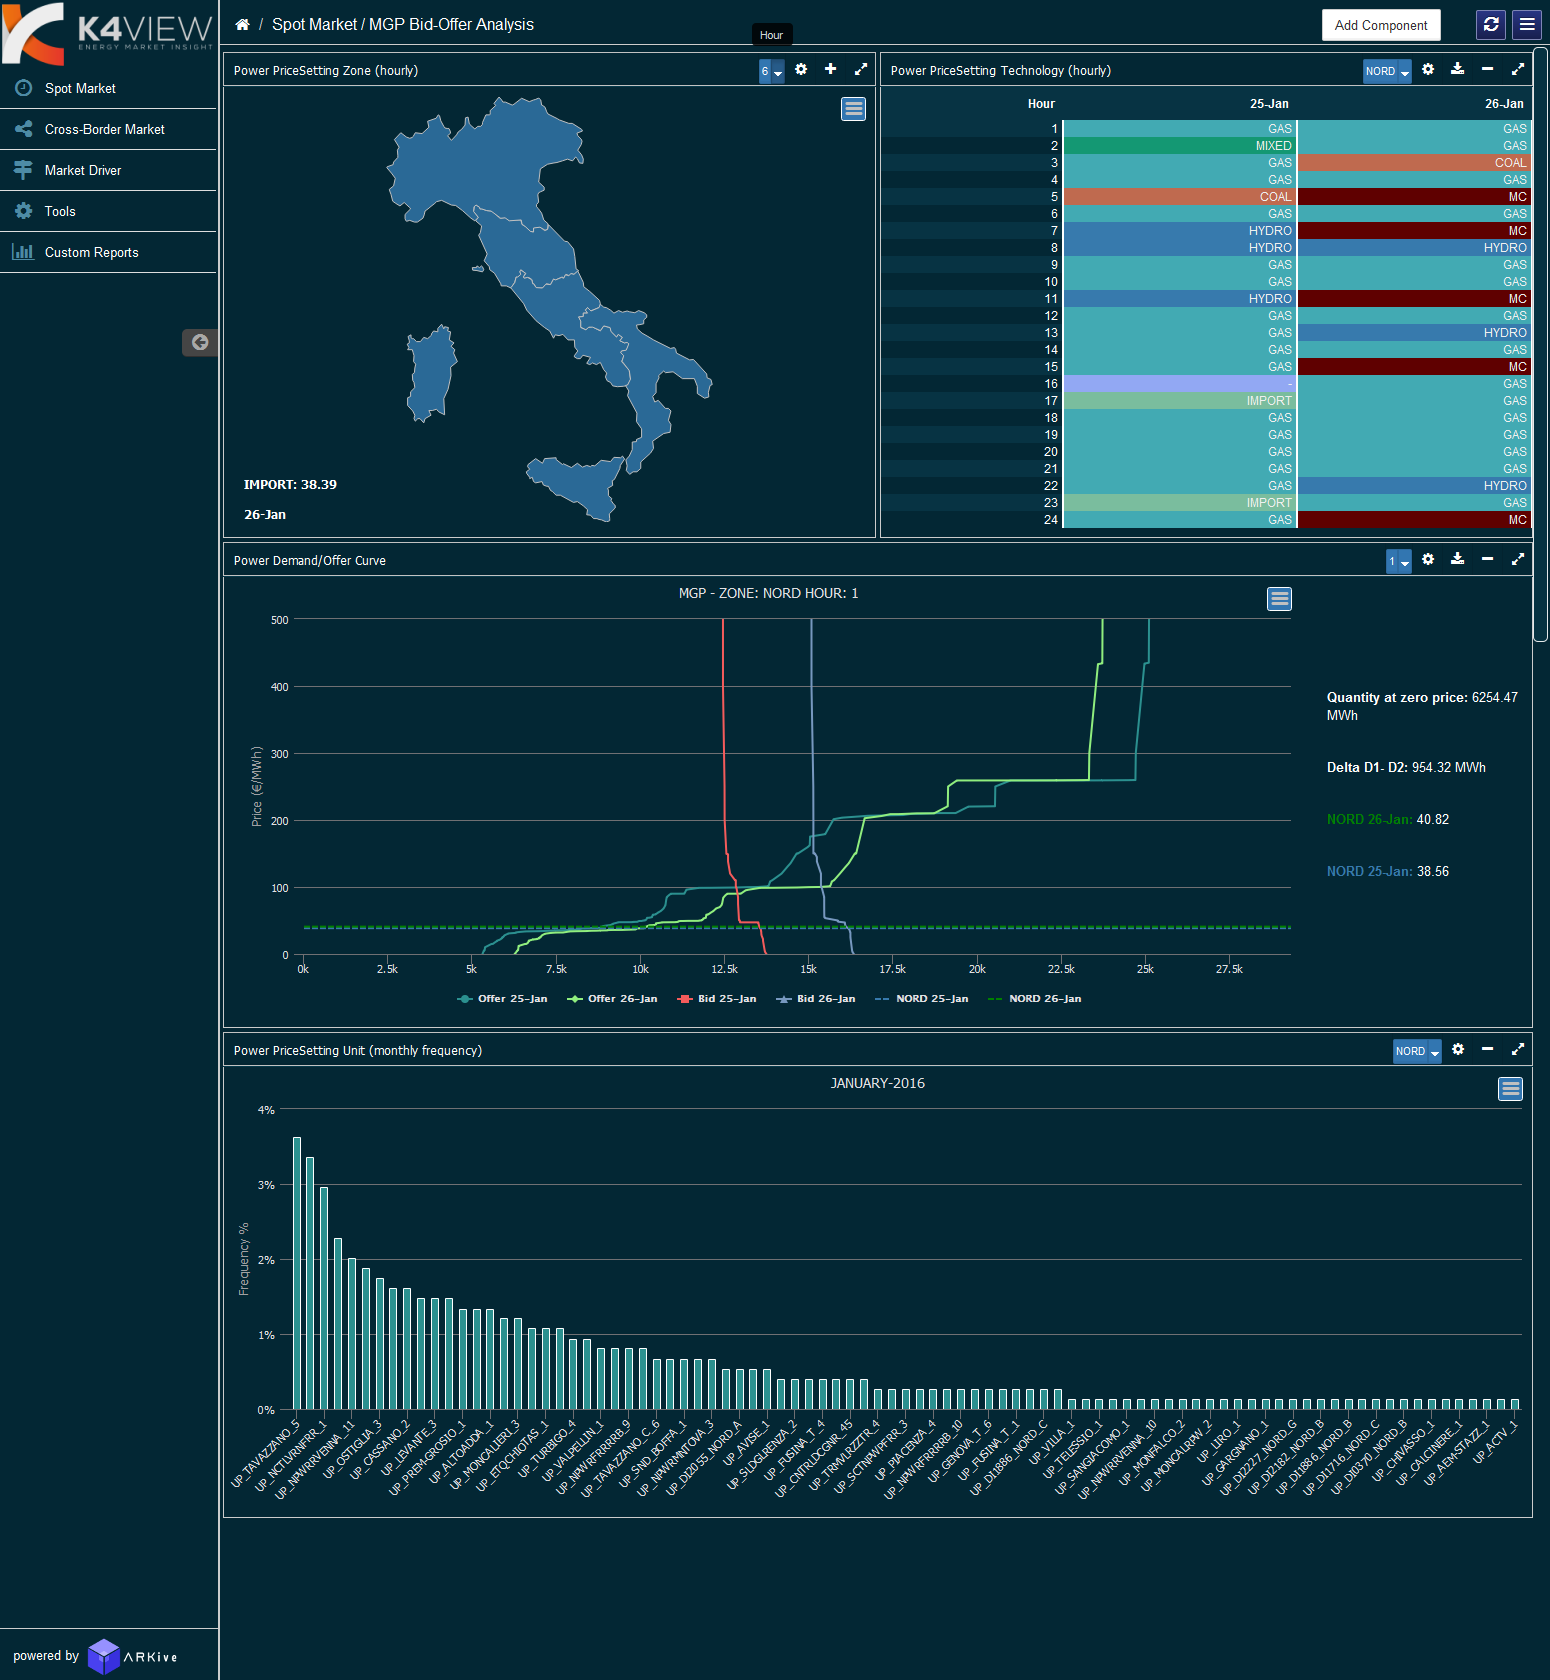 K4VIEW
ENERGY MARKET INSIGHT
/ Spot Market / MGP Bid-Offer Analysis
Hour
Add Component
Spot Market
Cross-Border Market
Market Driver
Tools
Custom Reports
Power PriceSetting Zone (hourly)
6
IMPORT: 38.39
26-Jan
Power PriceSetting Technology (hourly)
NORD
Hour 25-Jan 26-Jan
1 GAS GAS
2 MIXED GAS
3 GAS COAL
4 GAS GAS
5 COAL MC
6 GAS GAS
7 HYDRO MC
8 HYDRO HYDRO
9 GAS GAS
10 GAS GAS
11 HYDRO MC
12 GAS GAS
13 GAS HYDRO
14 GAS GAS
15 GAS MC
16 - GAS
17 IMPORT GAS
18 GAS GAS
19 GAS GAS
20 GAS GAS
21 GAS GAS
22 GAS HYDRO
23 IMPORT GAS
24 GAS MC
Power Demand/Offer Curve
1
MGP - ZONE: NORD HOUR: 1
Price (€/MWh)
500
400
300
200
100
0
0k 2.5k 5k 7.5k 10k 12.5k 15k 17.5k 20k 22.5k 25k 27.5k
Offer 25-Jan Offer 26-Jan Bid 25-Jan Bid 26-Jan NORD 25-Jan NORD 26-Jan
Quantity at zero price: 6254.47
MWh
Delta D1- D2: 954.32 MWh
NORD 26-Jan: 40.82
NORD 25-Jan: 38.56
Power PriceSetting Unit (monthly frequency)
NORD
JANUARY-2016
Frequency %
4%
3%
2%
1%
0%
UP_TAVAZZANO_5
UP_NCTLVRNFRR_1
UP_NPWRRVENNA_11
UP_OSTIGLIA_3
UP_CASSANO_2
UP_LEVANTE_3
UP_PREMGROSIO_1
UP_ALTOADDA_1
UP_MONCALIERI_3
UP_ETQCHIOTAS_1
UP_TURBIGO_4
UP_VALPELLIN_1
UP_NPWRFRRRRB_9
UP_TAVAZZANO_C_6
UP_SND_BOFFA_1
UP_NPWRMNTOVA_3
UP_DI2055_NORD_A
UP_AVISE_1
UP_SLDGLRENZA_2
UP_FUSINA_T_4
UP_CNTRLDCGNR_45
UP_TRMVLRZZTR_4
UP_SCTNPWPFRR_3
UP_PIACENZA_4
UP_NPWRFRRRRB_10
UP_GENOVA_T_6
UP_FUSINA_T_1
UP_DI1886_NORD_C
UP_VILLA_1
UP_TELESSIO_1
UP_SANGIACOMO_1
UP_NPWRRVENNA_10
UP_MONFALCO_2
UP_MONCALRPW_2
UP_LIRO_1
UP_GARGNANO_1
UP_DI2227_NORD_G
UP_DI2182_NORD_B
UP_DI1886_NORD_B
UP_DI1716_NORD_C
UP_DI0370_NORD_B
UP_CHIVASSO_1
UP_CALCINERE_1
UP_AEMSTAZZ_1
UP_ACTV_1
powered by ARKive